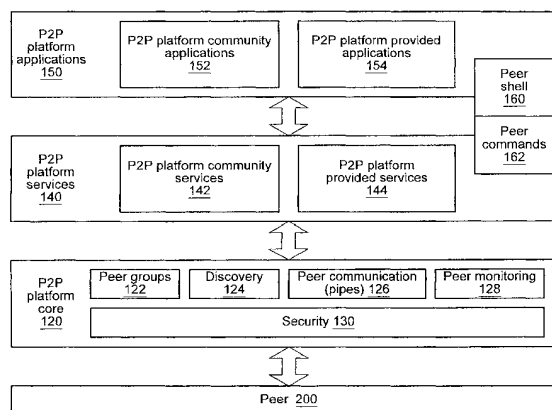 P2P
platform
applications
150
P2P platform community
applications
152
P2P platform provided
applications
154
Peer
shell
160
Peer
commands
162
P2P
platform
services
140
P2P platform community
services
142
P2P platform
provided services
144
P2P
platform
core
120
Peer groups
122
Discovery
124
Peer communication
(pipes) 126
Peer monitoring
128
Security 130
Peer 200